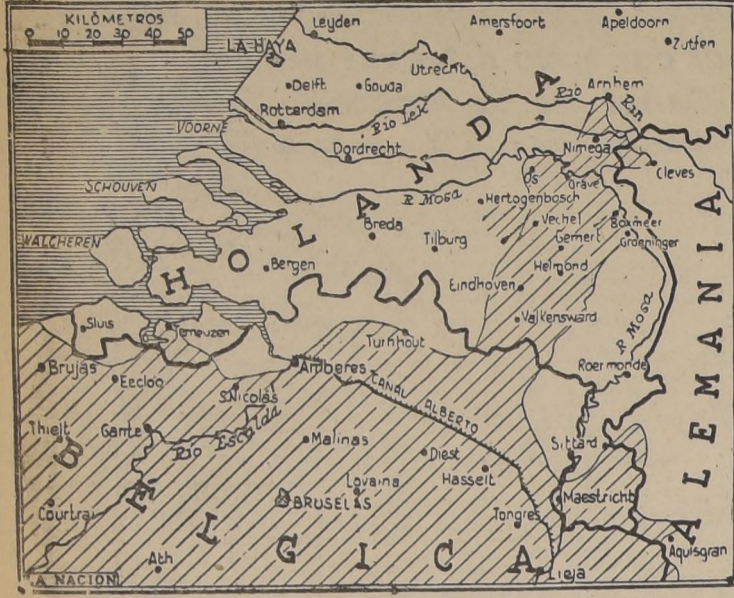 KILOMETROS
0 10 20 30 40 50
Leyden
Amersfoort
Apeldoorn
Zutfen
LA HAYA
Utrecht
Delft
Gouda
Arnhem
Rio Rin
Rotterdam
Rio Lek
VOORNE
Dordrecht
Nimega
Cleves
SCHOUVEN
Os
Grave
R Mosa
Hertogenbosch
Vechel
Boxmeer
WALCHEREN
Breda
Tilburg
Gemert
Groeninger
Bergen
Helmond
HOLANDA
Eindhoven
R Mosa
Sluis
Terneuzen
Valkensward
Turnhout
Brujas
Eecloo
Amberes
Roermonde
S.Nicolás
CANAL ALBERTO
Thielt
Gante
Rio Escalda
Malinas
Diest
Sittard
Lovaina
Hasselt
BRUSELAS
Maestricht
Courtrai
Tongres
Aquisgran
Ath
Lieja
BELGICA
ALEMANIA
LA NACION